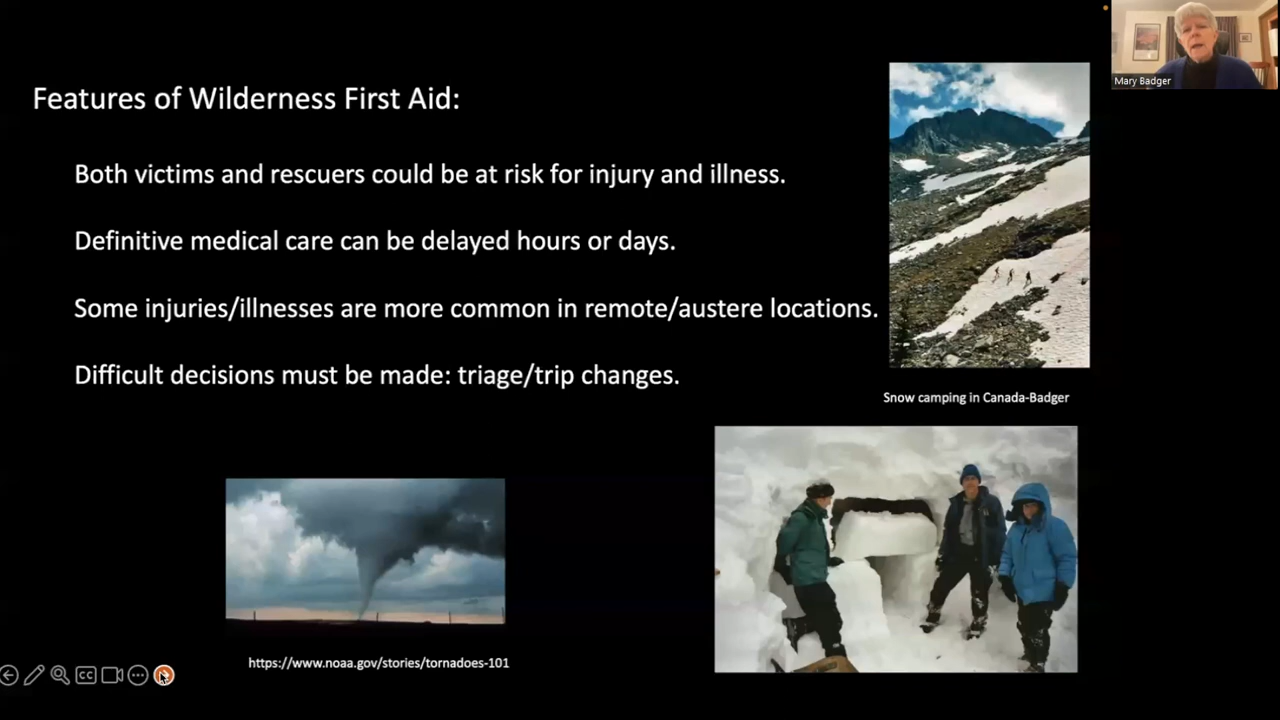 Features of Wilderness First Aid:
Both victims and rescuers could be at risk for injury and illness.
Definitive medical care can be delayed hours or days.
Some injuries/illnesses are more common in remote/austere locations.
Difficult decisions must be made: triage/trip changes.
Mary Badger
Snow camping in Canada-Badger
https://www.noaa.gov/stories/tornadoes-101
CC